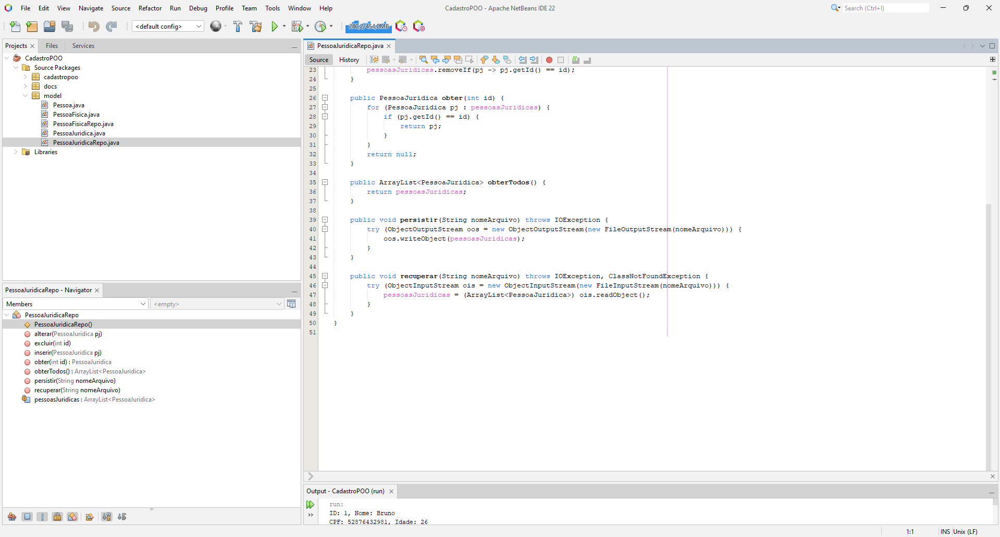 File Edit View Navigate Source Refactor Run Debug Profile Team Tools Window Help
CadastroPOO - Apache NetBeans IDE 22
Search (Ctrl+I)
<default config>
280,2/454,0MB
Projects Files Services
CadastroPOO
Source Packages
castropoo
docs
model
Pessoa.java
PessoaFisica.java
PessoaFisicaRepo.java
PessoaJuridica.java
PessoaJuridicaRepo.java
Libraries
PessoaJuridicaRepo - Navigator
Members <empty>
PessoaJuridicaRepo
PessoaJuridicaRepo()
alterar(PessoaJuridica pj)
excluir(int id)
inserir(PessoaJuridica pj)
obter(int id) : PessoaJuridica
obterTodos() : ArrayList<PessoaJuridica>
persistir(String nomeArquivo)
recuperar(String nomeArquivo)
pessoasJuridicas : ArrayList<PessoaJuridica>
PessoaJuridicaRepo.java
Source History
23 pessoasJuridicas.removeIf(pj -> pj.getId() == id);
24 }
25
26 public PessoaJuridica obter(int id) {
27 for (PessoaJuridica pj : pessoasJuridicas) {
28 if (pj.getId() == id) {
29 return pj;
30 }
31 }
32 return null;
33 }
34
35 public ArrayList<PessoaJuridica> obterTodos() {
36 return pessoasJuridicas;
37 }
38
39 public void persistir(String nomeArquivo) throws IOException {
40 try (ObjectOutputStream oos = new ObjectOutputStream(new FileOutputStream(nomeArquivo))) {
41 oos.writeObject(pessoasJuridicas);
42 }
43 }
44
45 public void recuperar(String nomeArquivo) throws IOException, ClassNotFoundException {
46 try (ObjectInputStream ois = new ObjectInputStream(new FileInputStream(nomeArquivo))) {
47 pessoasJuridicas = (ArrayList<PessoaJuridica>) ois.readObject();
48 }
49 }
50 }
51
Output - CadastroPOO (run)
run:
ID: 1, Nome: Bruno
CPF: 52876432981, Idade: 26
1:1 INS Unix (LF)